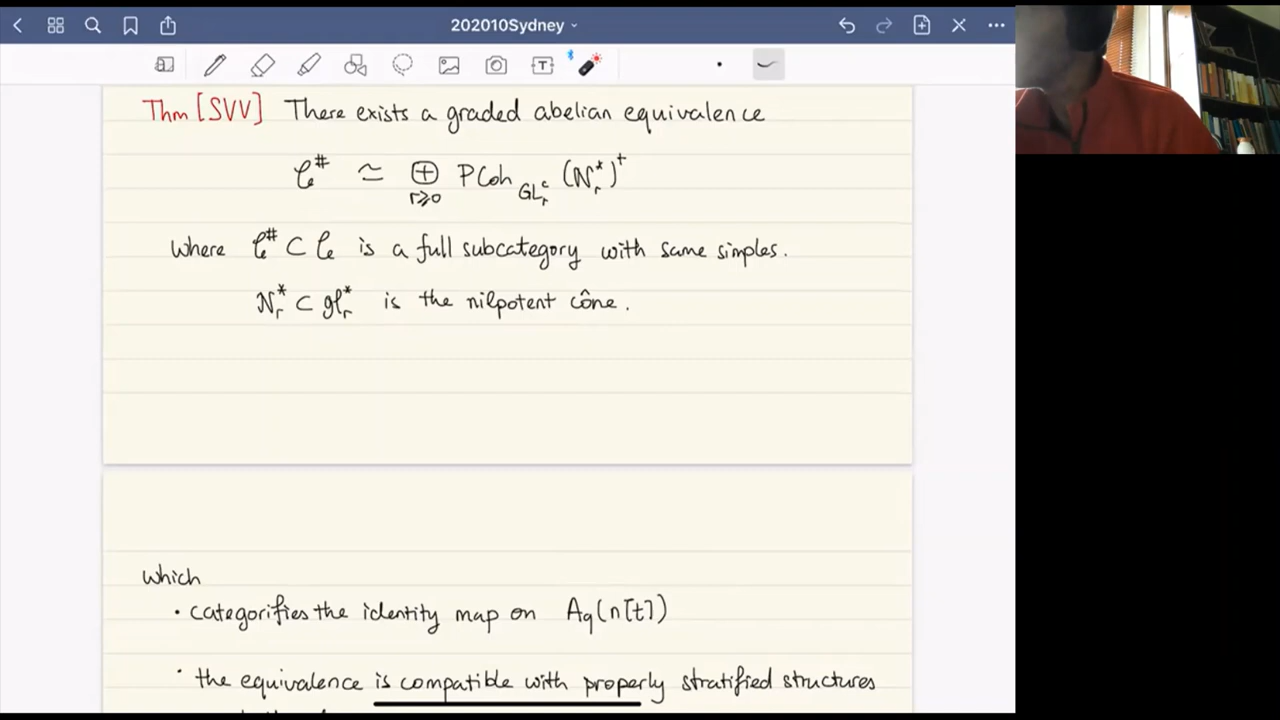 202010Sydney
Thm [SVV] There exists a graded abelian equivalence
𝒞^# ≃ ⊕_{r≥0} PCoh_{GL_r^c} (N_r^*)^+
Where 𝒞^# ⊂ 𝒞 is a full subcategory with same simples.
N_r^* ⊂ gl_r^* is the nilpotent cône.
which
· categorifies the identity map on Aq(n[t])
· the equivalence is compatible with properly stratified structures